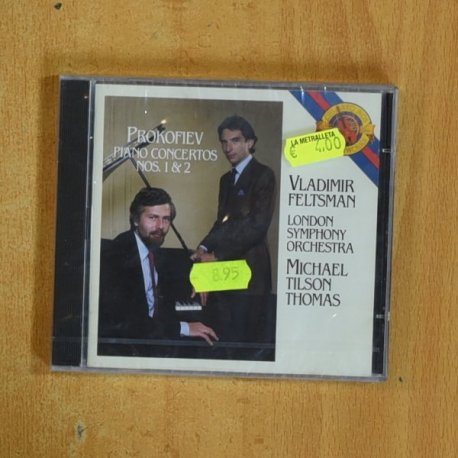 PROKOFIEV
PIANO CONCERTOS
NOS. 1 & 2
LA METRALLETA
€ 4,00
VLADIMIR
FELTSMAN
LONDON
SYMPHONY
ORCHESTRA
MICHAEL
TILSON
THOMAS
8.95